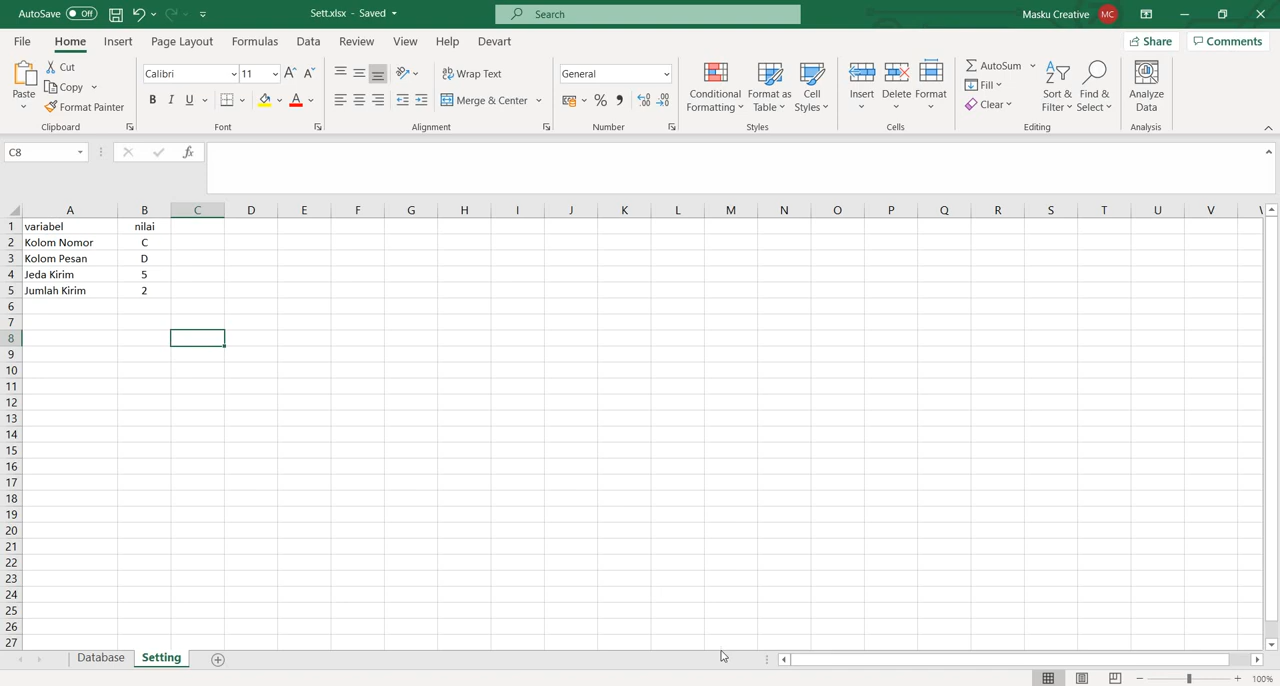 AutoSave Off Sett.xlsx - Saved Search Masku Creative MC
File Home Insert Page Layout Formulas Data Review View Help Devart Share Comments
Paste Cut Copy Format Painter Clipboard
Calibri 11 A A B I U A Font
Wrap Text Merge & Center Alignment
General % Number
Conditional Formatting Format as Table Cell Styles Styles
Insert Delete Format Cells
AutoSum Fill Clear Sort & Filter Find & Select Editing
Analyze Data Analysis
C8 fx
A B C D E F G H I J K L M N O P Q R S T U V
1 variabel nilai
2 Kolom Nomor C
3 Kolom Pesan D
4 Jeda Kirim 5
5 Jumlah Kirim 2
6
7
8
9
10
11
12
13
14
15
16
17
18
19
20
21
22
23
24
25
26
27
Database Setting
100%